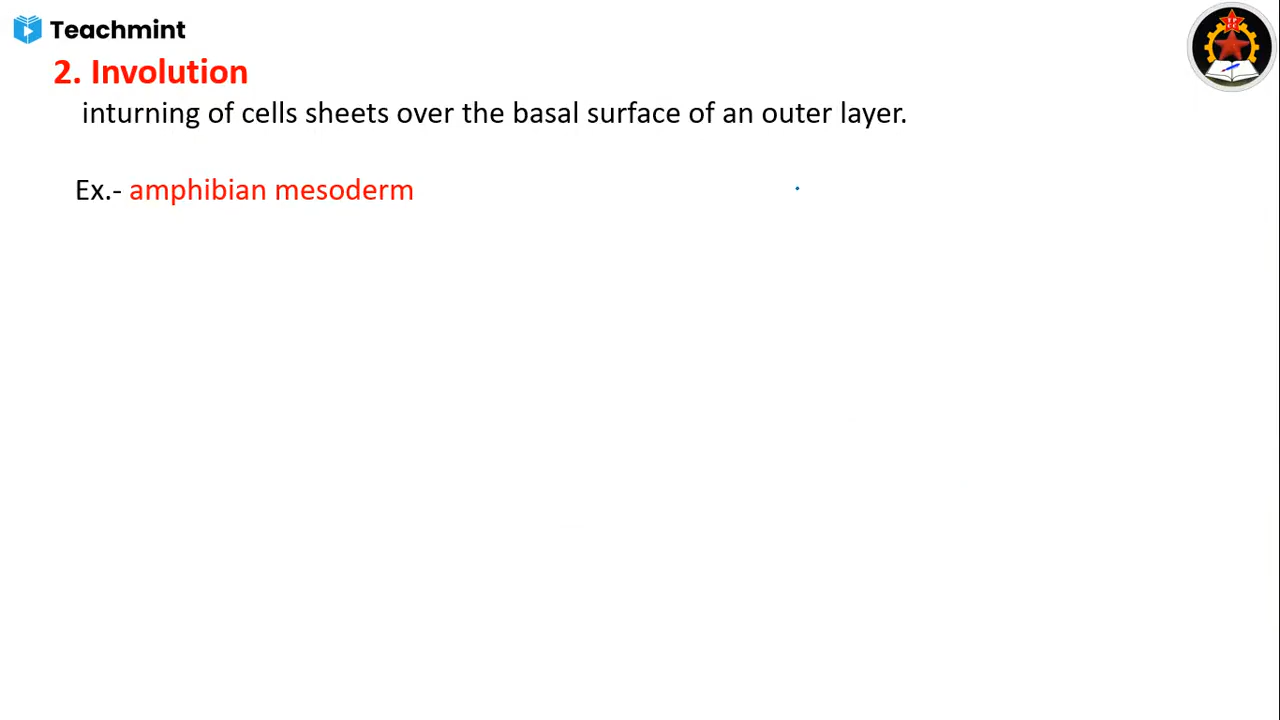 Teachmint
2. Involution
inturning of cells sheets over the basal surface of an outer layer.
Ex.- amphibian mesoderm